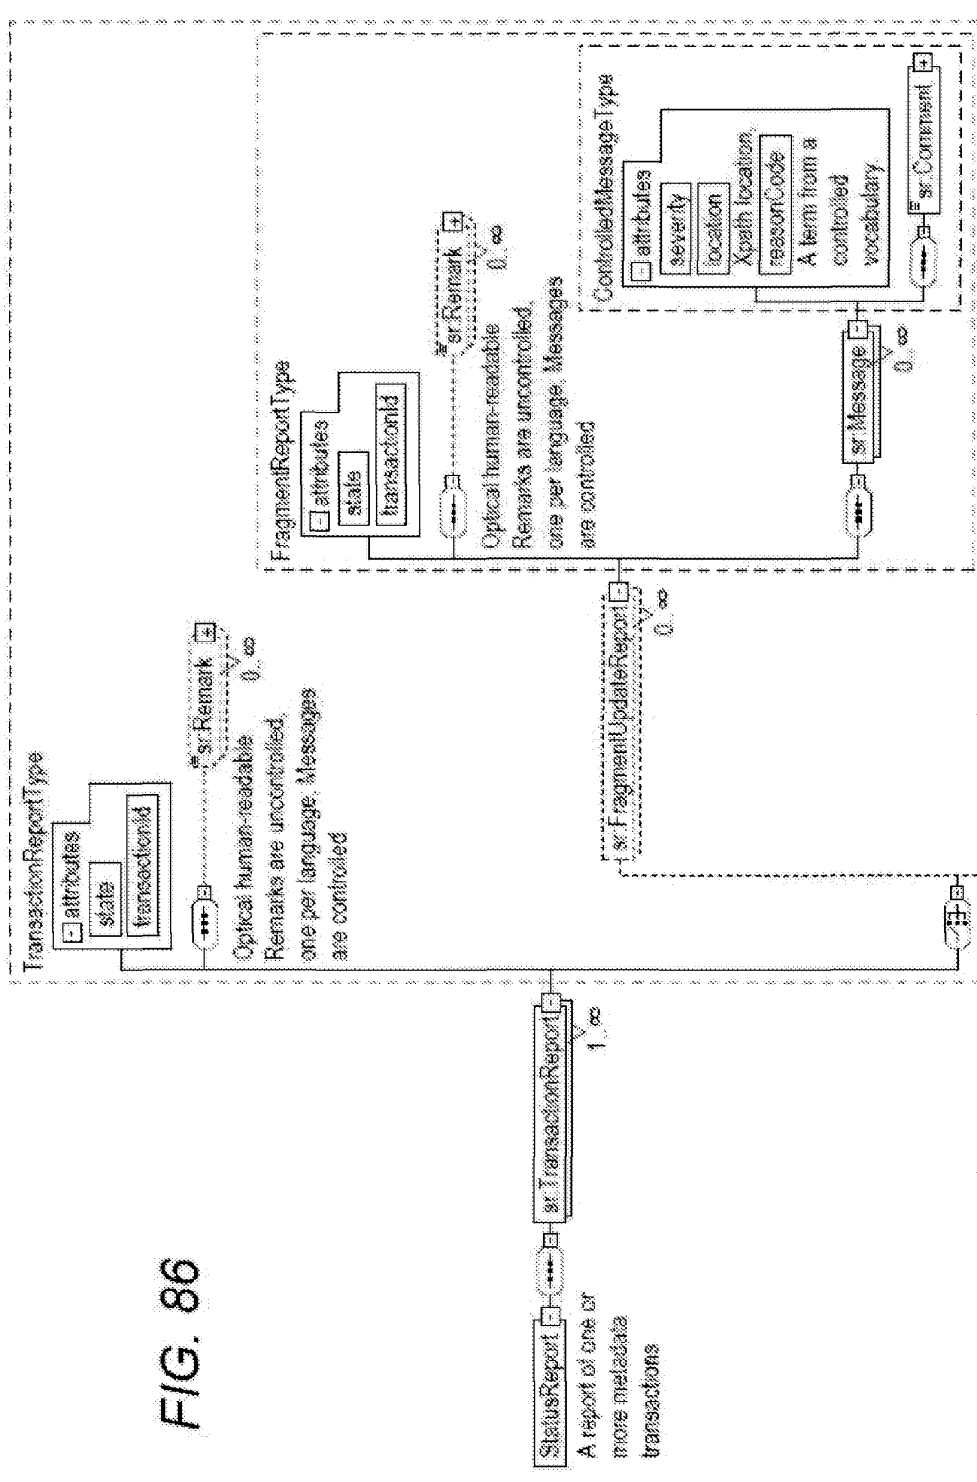 FIG. 86
StatusReport
A report of one or
more metadata
transactions
sr:TransactionReport
1..∞
TransactionReportType
attributes
state
transactionId
sr:Remark
0..∞
Optical human-readable
Remarks are uncontrolled,
one per language. Messages
are controlled
sr:FragmentUpdateReport
0..∞
FragmentReportType
attributes
state
transactionId
sr:Remark
0..∞
Optical human-readable
Remarks are uncontrolled,
one per language. Messages
are controlled
sr:Message
0..∞
ControlledMessageType
attributes
severity
location
Xpath location,
reasonCode
A term from a
controlled
vocabulary
sr:Comment